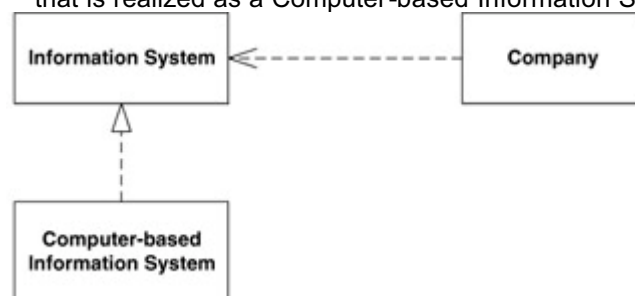 that is realized as a Computer-based Information S
Information System
Company
Computer-based
Information System